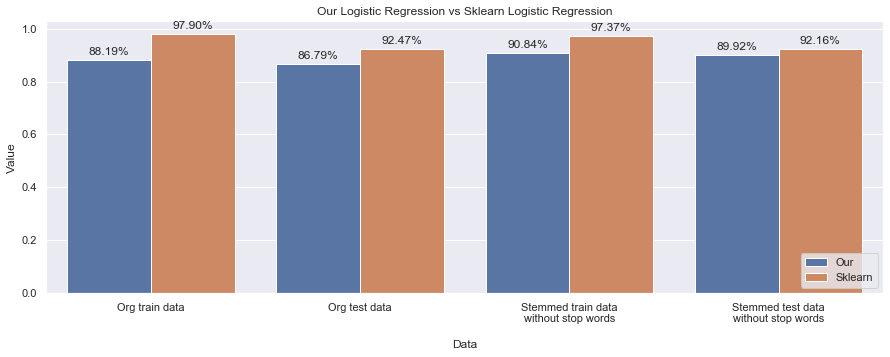 Our Logistic Regression vs Sklearn Logistic Regression
Value
1.0
0.8
0.6
0.4
0.2
0.0
88.19%
97.90%
86.79%
92.47%
90.84%
97.37%
89.92%
92.16%
Our
Sklearn
Org train data
Org test data
Stemmed train data
without stop words
Stemmed test data
without stop words
Data